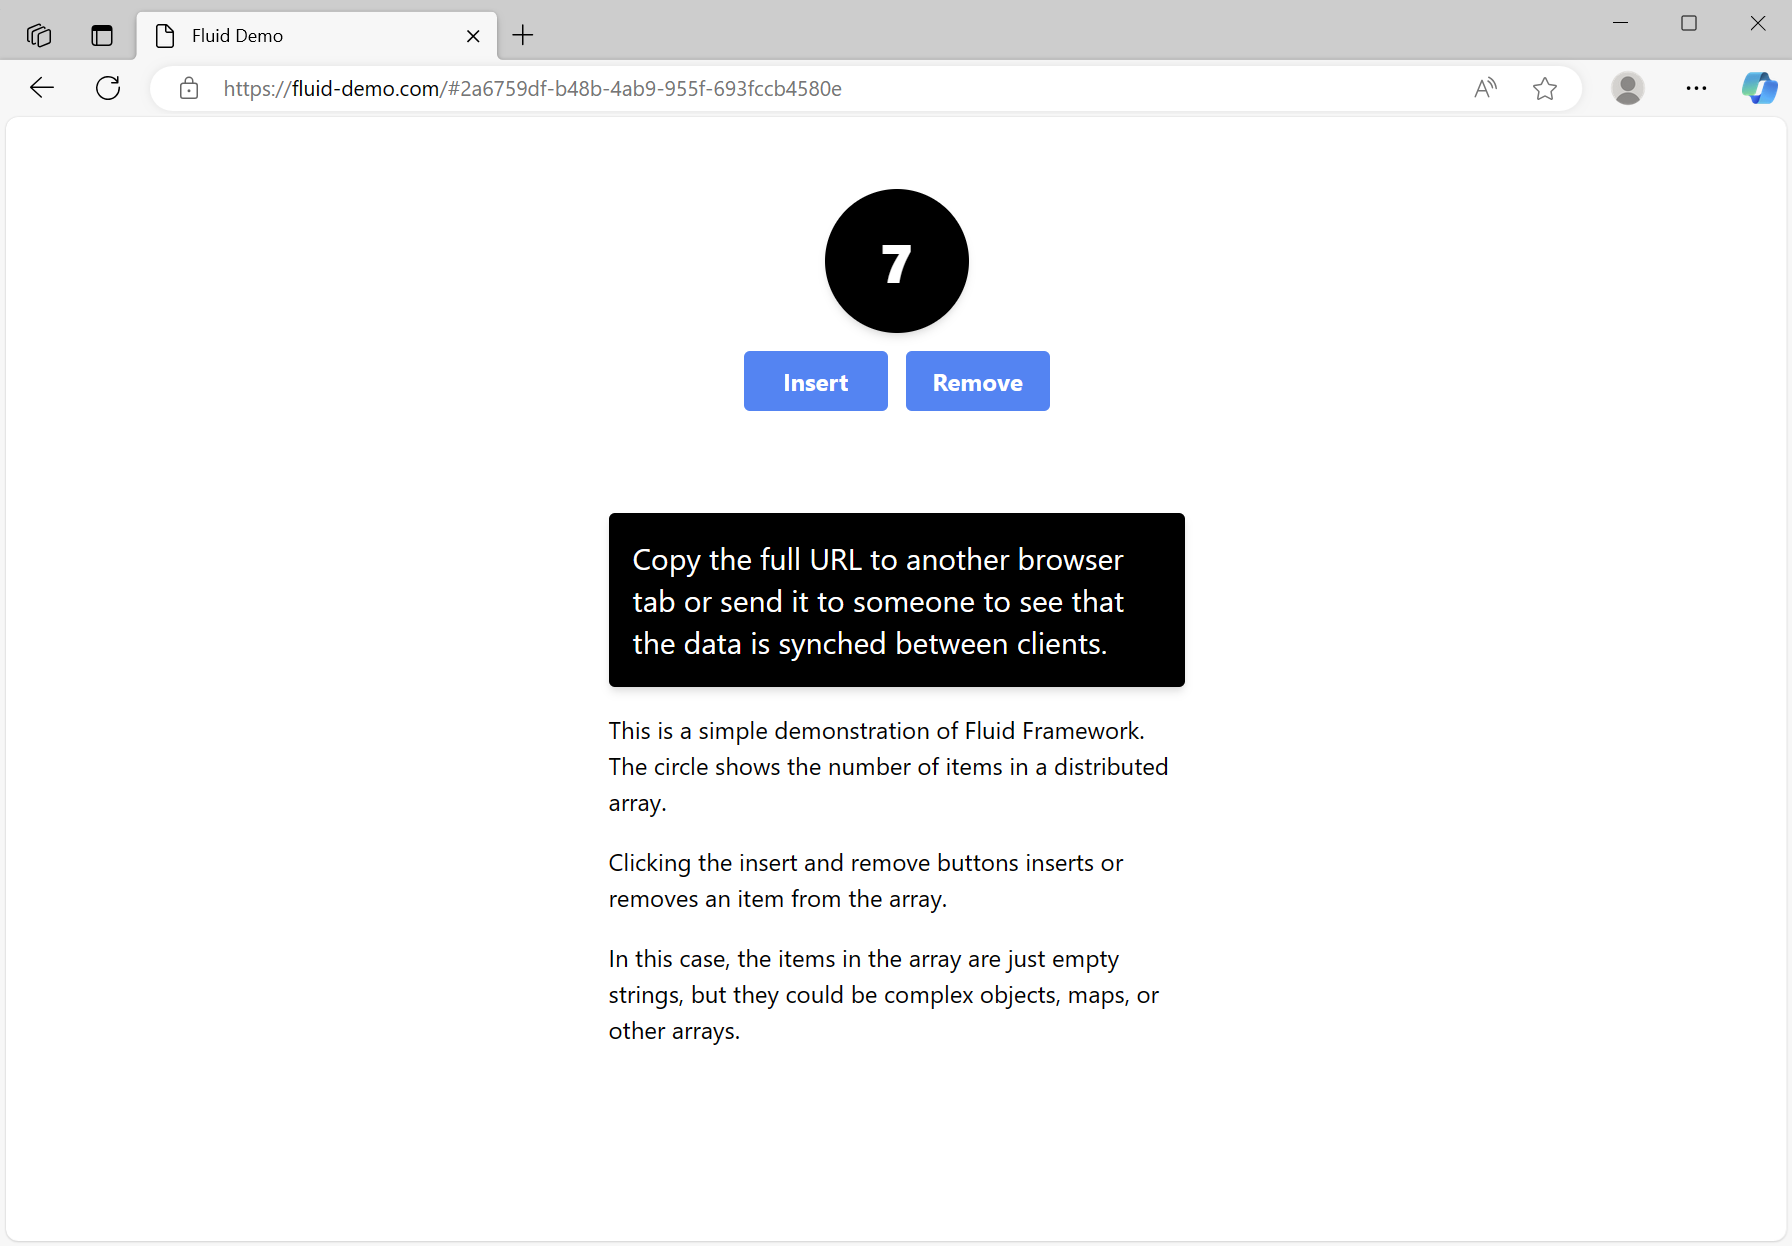 Fluid Demo
https://fluid-demo.com/#2a6759df-b48b-4ab9-955f-693fccb4580e
7
Insert Remove
Copy the full URL to another browser
tab or send it to someone to see that
the data is synched between clients.
This is a simple demonstration of Fluid Framework.
The circle shows the number of items in a distributed
array.
Clicking the insert and remove buttons inserts or
removes an item from the array.
In this case, the items in the array are just empty
strings, but they could be complex objects, maps, or
other arrays.